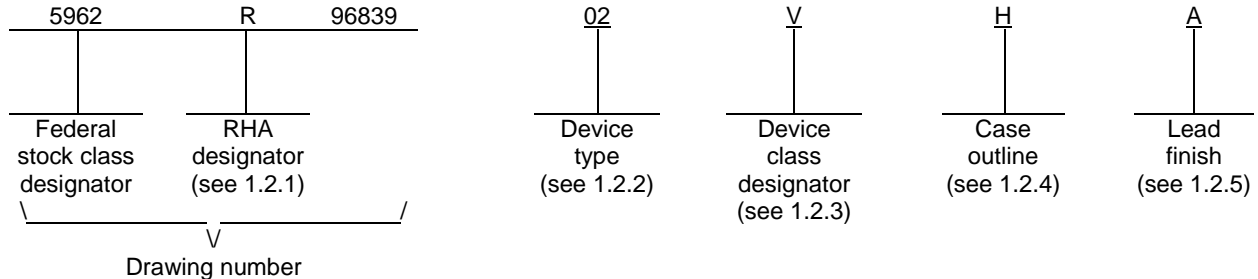 5962 R 96839 02 V H A
Federal stock class designator
RHA designator (see 1.2.1)
Device type (see 1.2.2)
Device class designator (see 1.2.3)
Case outline (see 1.2.4)
Lead finish (see 1.2.5)
Drawing number